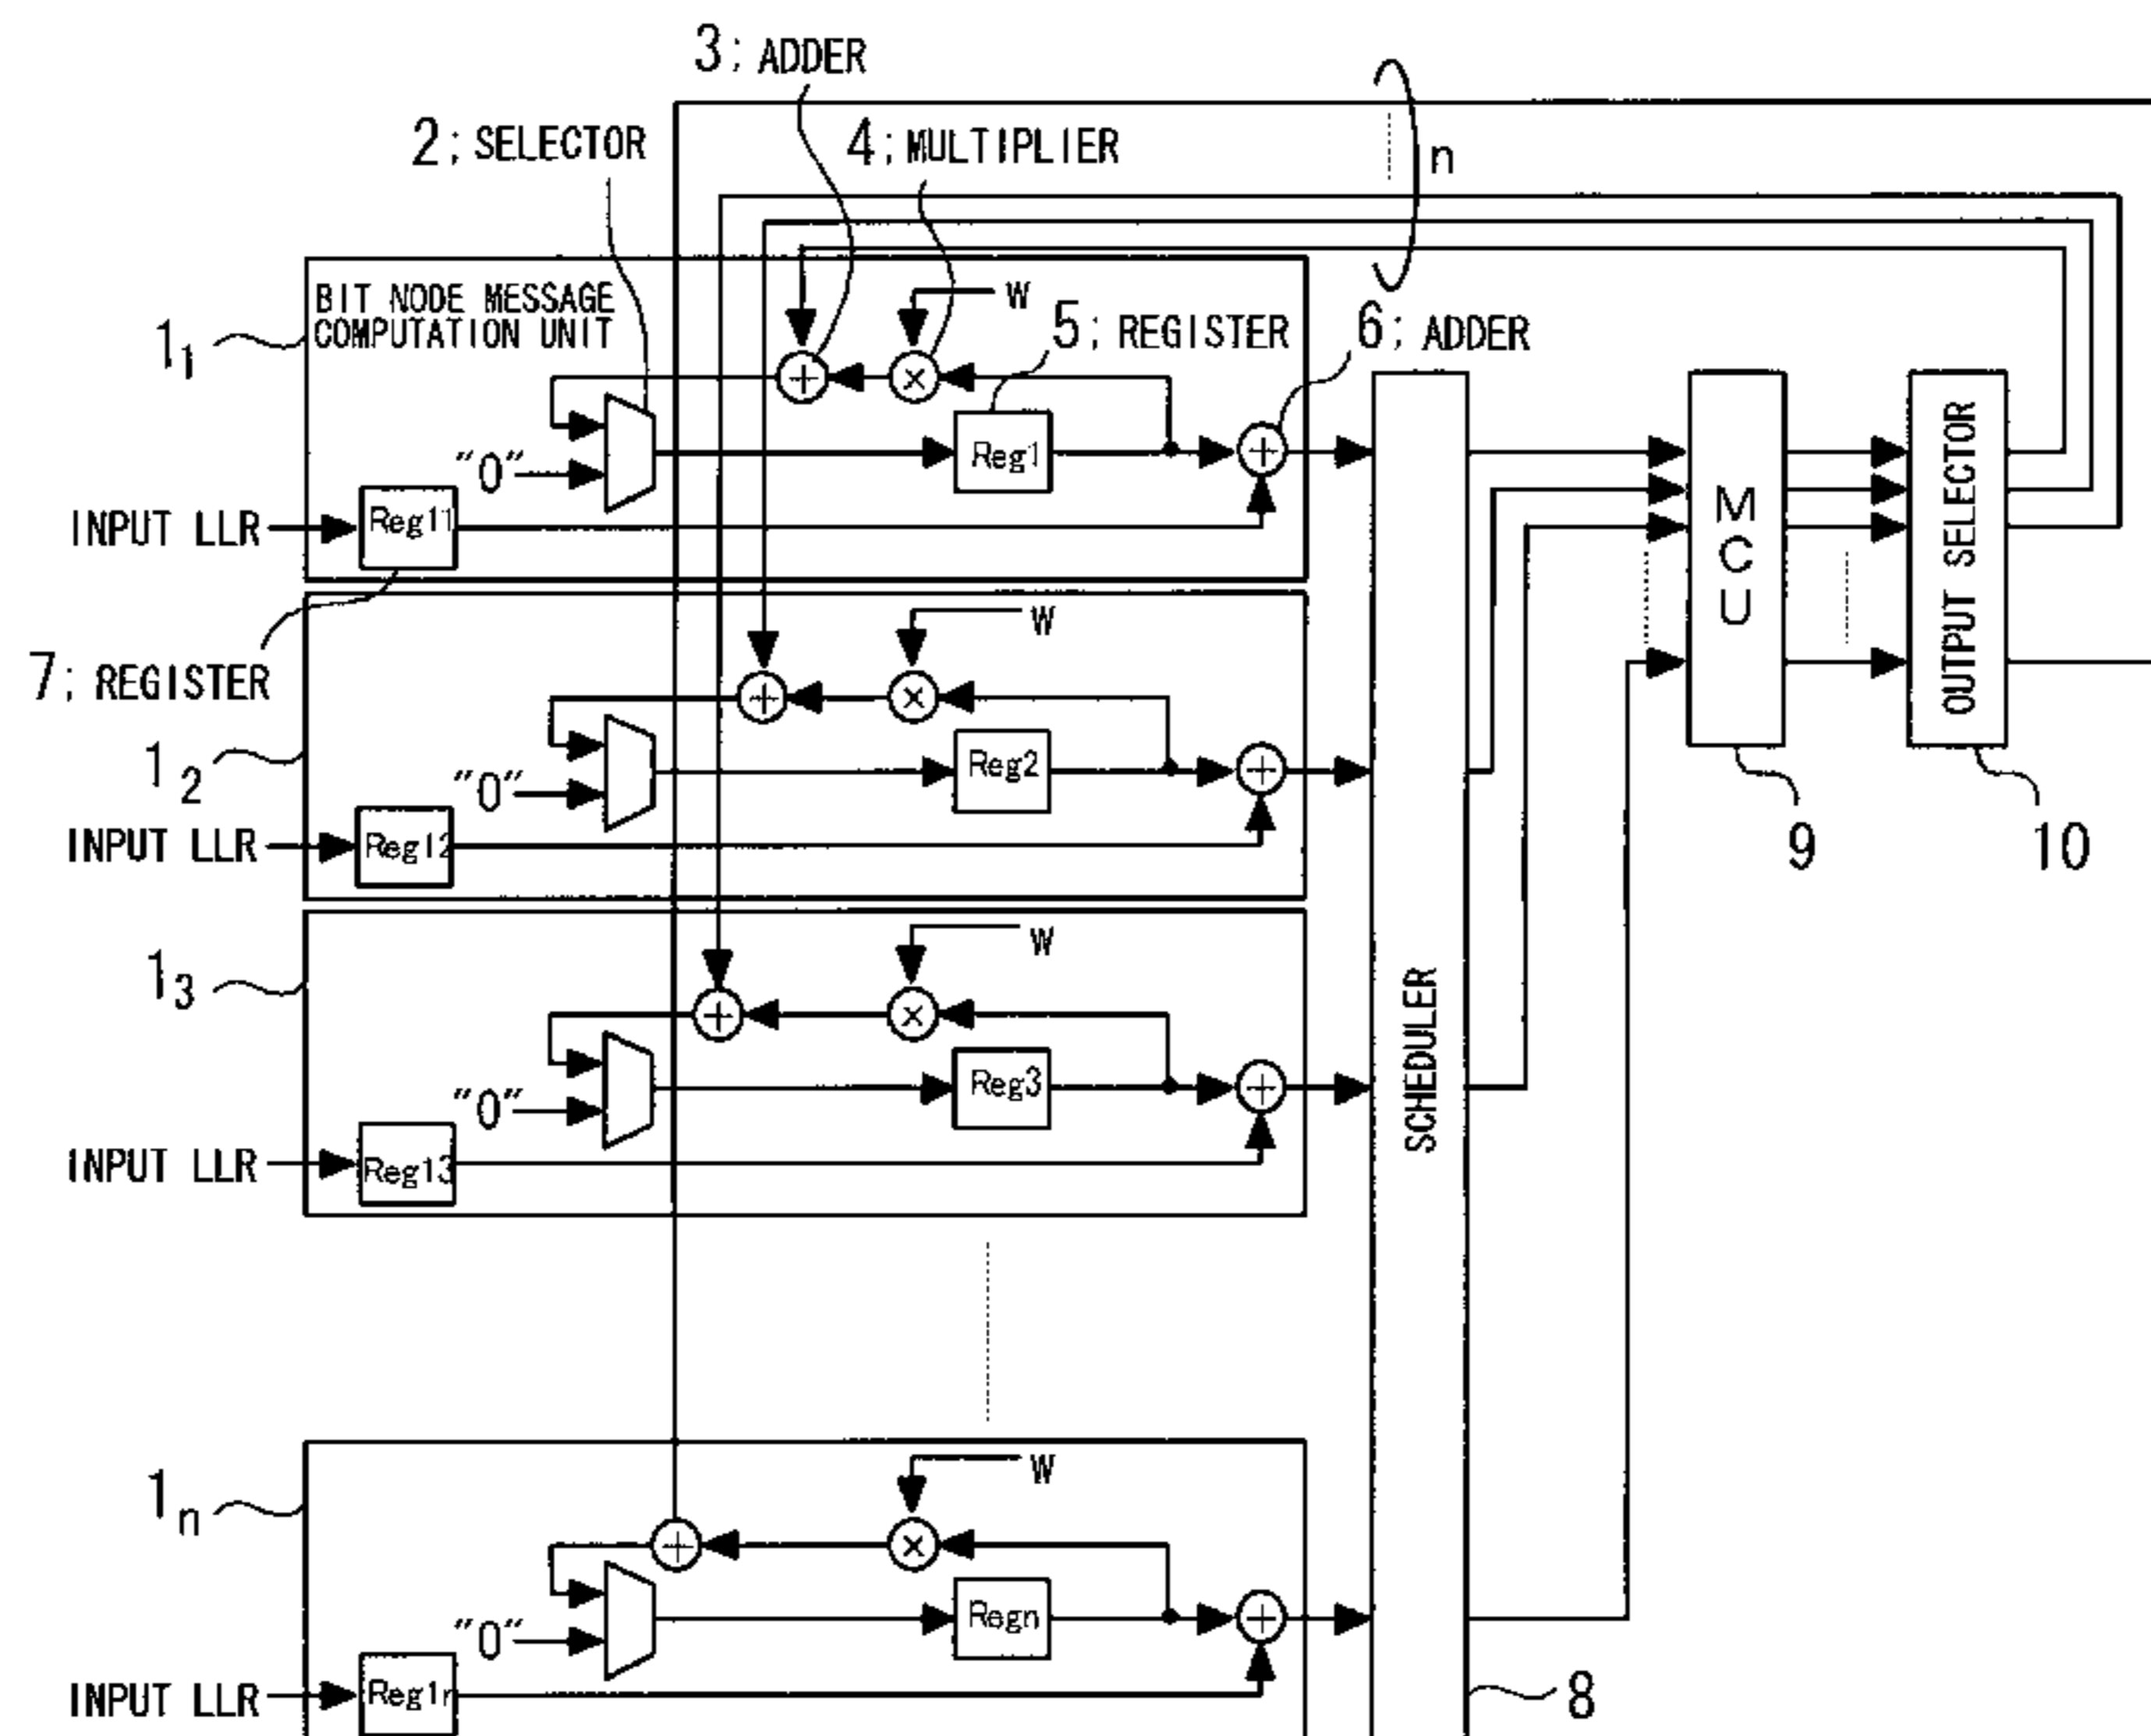 3; ADDER
2; SELECTOR
4; MULTIPLIER
n
BIT NODE MESSAGE
COMPUTATION UNIT
W
1₁
5; REGISTER
6; ADDER
"0"
Reg1
INPUT LLR
Reg11
MCU
OUTPUT SELECTOR
7; REGISTER
W
1₂
"0"
Reg2
INPUT LLR
Reg12
9
10
W
1₃
"0"
Reg3
INPUT LLR
Reg13
SCHEDULER
W
1ₙ
"0"
Regn
INPUT LLR
Reg1n
8